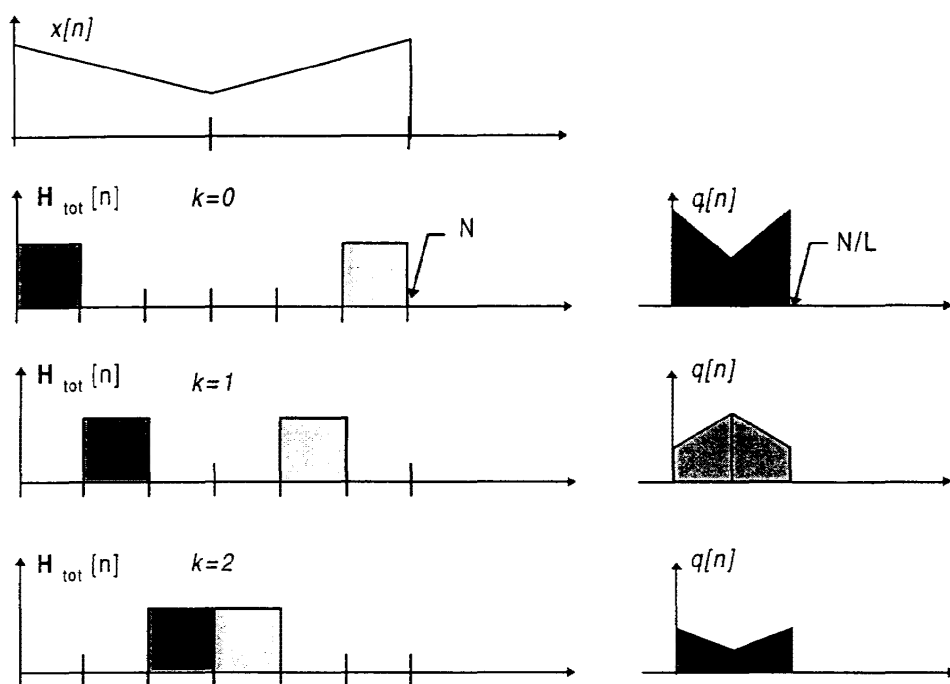 x[n]
H tot [n] k=0
N
q[n]
N/L
H tot [n] k=1
q[n]
H tot [n] k=2
q[n]